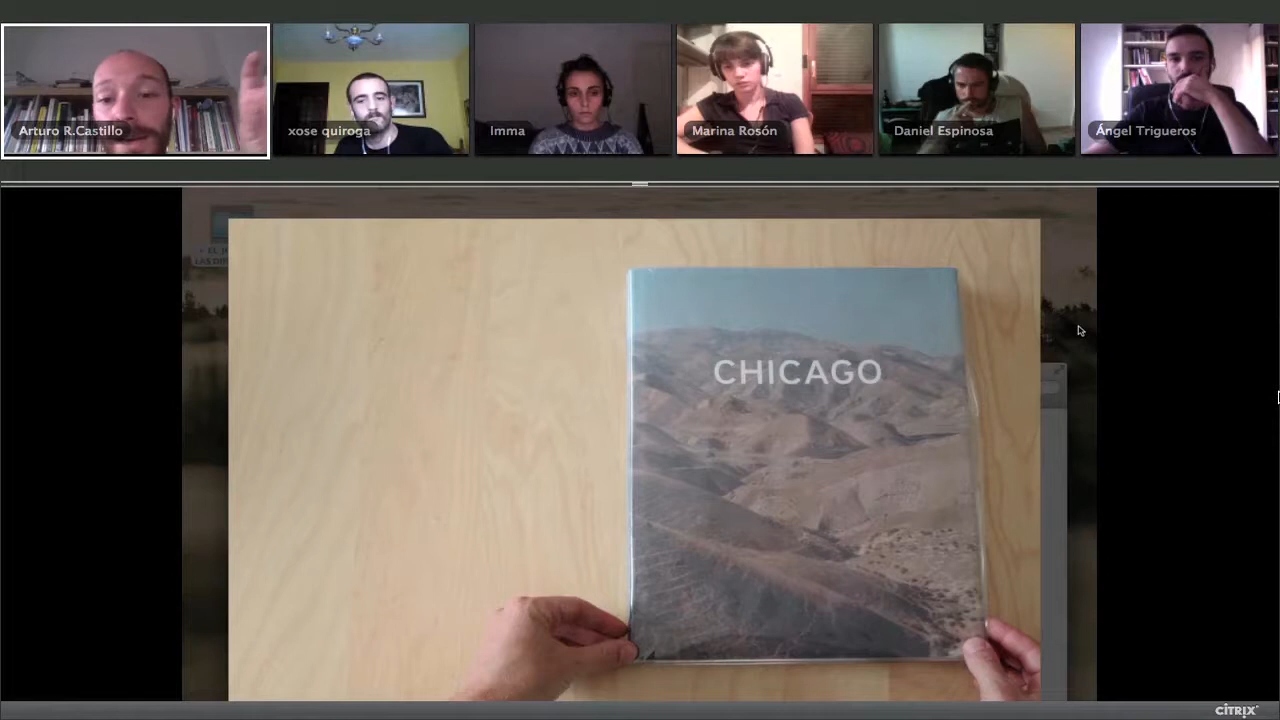 Arturo R.Castillo
xose quiroga
Imma
Marina Rosón
Daniel Espinosa
Ángel Trigueros
CHICAGO
CITRIX